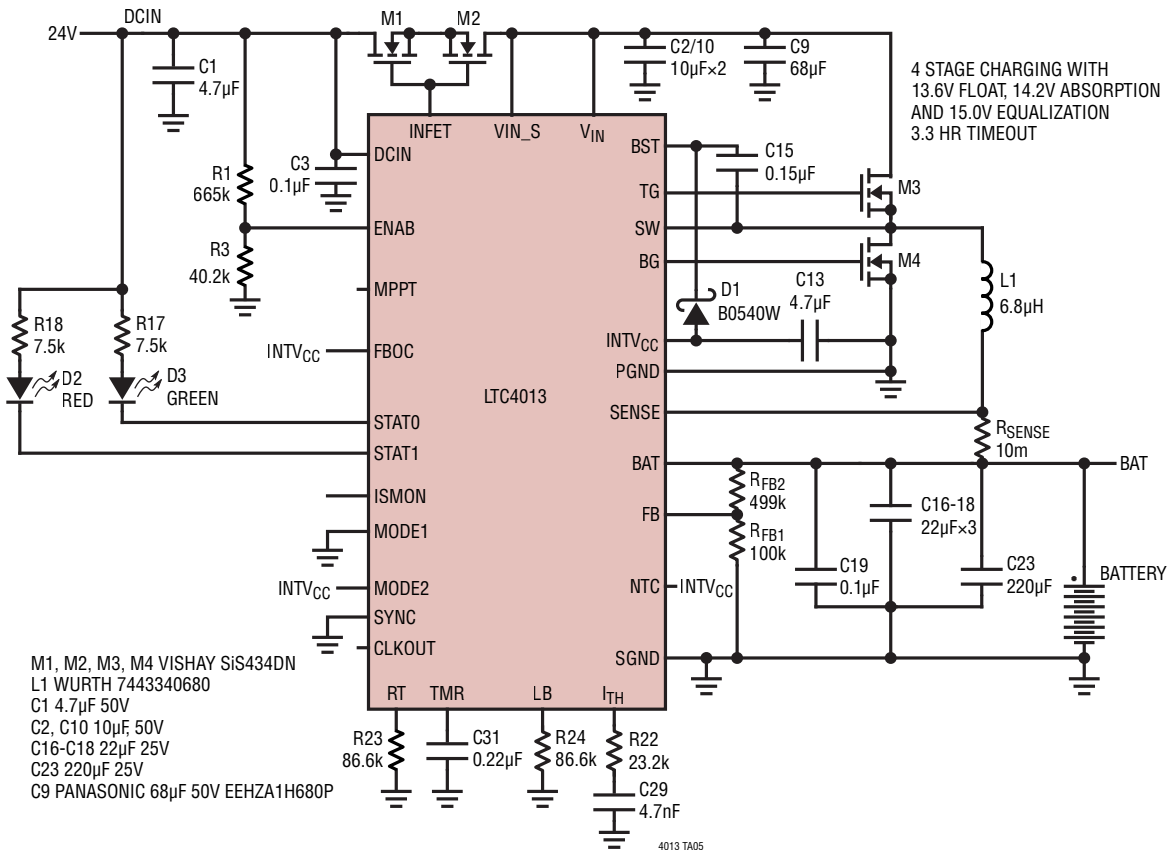 DCIN
24V
M1
M2
C1
4.7µF
C2/10
10µF×2
C9
68µF
4 STAGE CHARGING WITH
13.6V FLOAT, 14.2V ABSORPTION
AND 15.0V EQUALIZATION
3.3 HR TIMEOUT
INFET
VIN_S
VIN
DCIN
BST
C3
0.1µF
C15
0.15µF
R1
665k
TG
M3
ENAB
SW
R3
40.2k
BG
M4
MPPT
D1
B0540W
C13
4.7µF
L1
6.8µH
R18
7.5k
R17
7.5k
INTVCC
FBOC
INTVCC
PGND
D2
RED
D3
GREEN
LTC4013
STAT0
SENSE
STAT1
RSENSE
10m
BAT
BAT
ISMON
RFB2
499k
FB
C16-18
22µF×3
MODE1
RFB1
100k
C19
0.1µF
C23
220µF
BATTERY
INTVCC
MODE2
NTC
INTVCC
SYNC
CLKOUT
SGND
M1, M2, M3, M4 VISHAY SiS434DN
L1 WURTH 7443340680
C1 4.7µF 50V
C2, C10 10µF, 50V
C16-C18 22µF 25V
C23 220µF 25V
C9 PANASONIC 68µF 50V EEHZA1H680P
RT
TMR
LB
ITH
R23
86.6k
C31
0.22µF
R24
86.6k
R22
23.2k
C29
4.7nF
4013 TA05